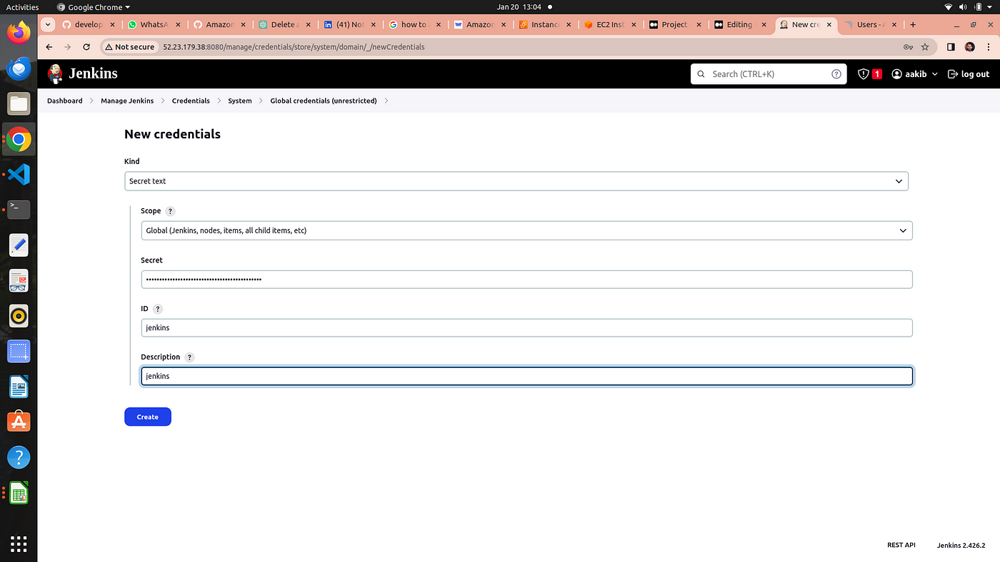 Activities Google Chrome Jan 20 13:04
develop WhatsA Amazon Delete a (41) Not how to Amazon Instanc EC2 Inst Project Editing New cre Users - A
Not secure 52.23.179.38:8080/manage/credentials/store/system/domain/_/newCredentials
Jenkins Search (CTRL+K) ? 1 aakib log out
Dashboard Manage Jenkins Credentials System Global credentials (unrestricted)
New credentials
Kind
Secret text
Scope ?
Global (Jenkins, nodes, items, all child items, etc)
Secret
••••••••••••••••••••••••••••••••••••••••••••
ID ?
jenkins
Description ?
jenkins
Create
REST API Jenkins 2.426.2